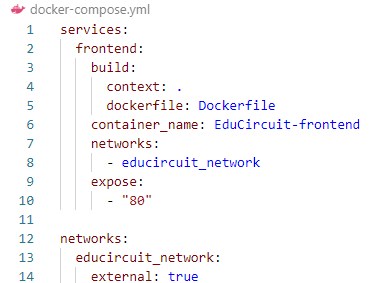 docker-compose.yml
1 services:
2   frontend:
3     build:
4       context: .
5       dockerfile: Dockerfile
6     container_name: EduCircuit-frontend
7     networks:
8       - educircuit_network
9     expose:
10       - "80"
11
12 networks:
13   educircuit_network:
14     external: true